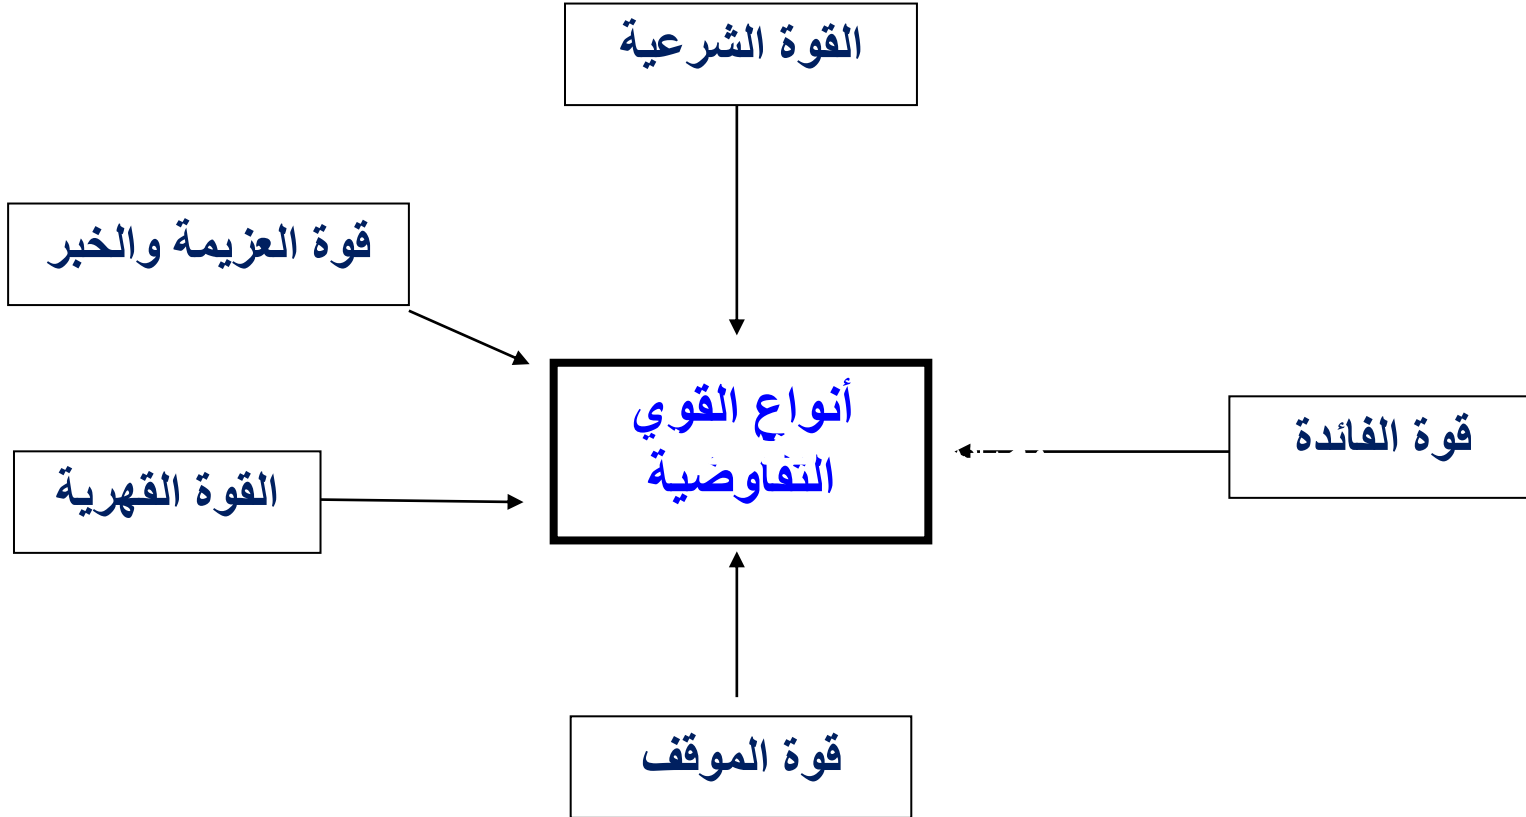 القوة الشرعية
قوة العزيمة والخبر
أنواع القوي
التفاوضية
قوة الفائدة
القوة القهرية
قوة الموقف